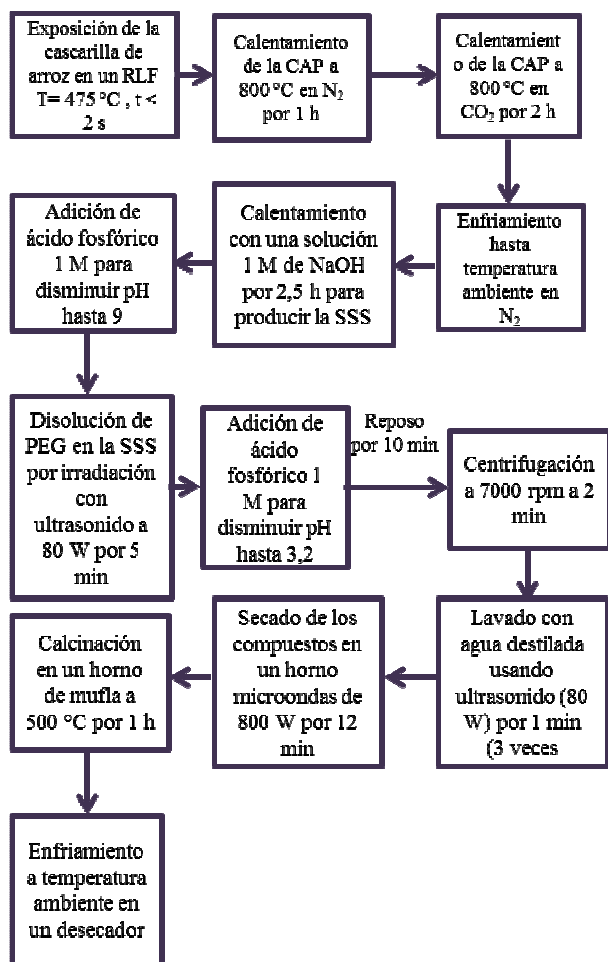 Exposición de la
cascarilla de
arroz en un RLF
T= 475 °C , t <
2 s
Calentamiento
de la CAP a
800 °C en N₂
por 1 h
Calentamient
o de la CAP a
800 °C en
CO₂ por 2 h
Enfriamiento
hasta
temperatura
ambiente en
N₂
Calentamiento
con una solución
1 M de NaOH
por 2,5 h para
producir la SSS
Adición de
ácido fosfórico
1 M para
disminuir pH
hasta 9
Disolución de
PEG en la SSS
por irradiación
con
ultrasonido a
80 W por 5
min
Adición de
ácido
fosfórico 1
M para
disminuir pH
hasta 3,2
Reposo
por 10 min
Centrifugación
a 7000 rpm a 2
min
Lavado con
agua destilada
usando
ultrasonido (80
W) por 1 min
(3 veces
Secado de los
compuestos en
un horno
microondas de
800 W por 12
min
Calcinación
en un horno
de mufla a
500 °C por 1 h
Enfriamiento
a temperatura
ambiente en
un desecador